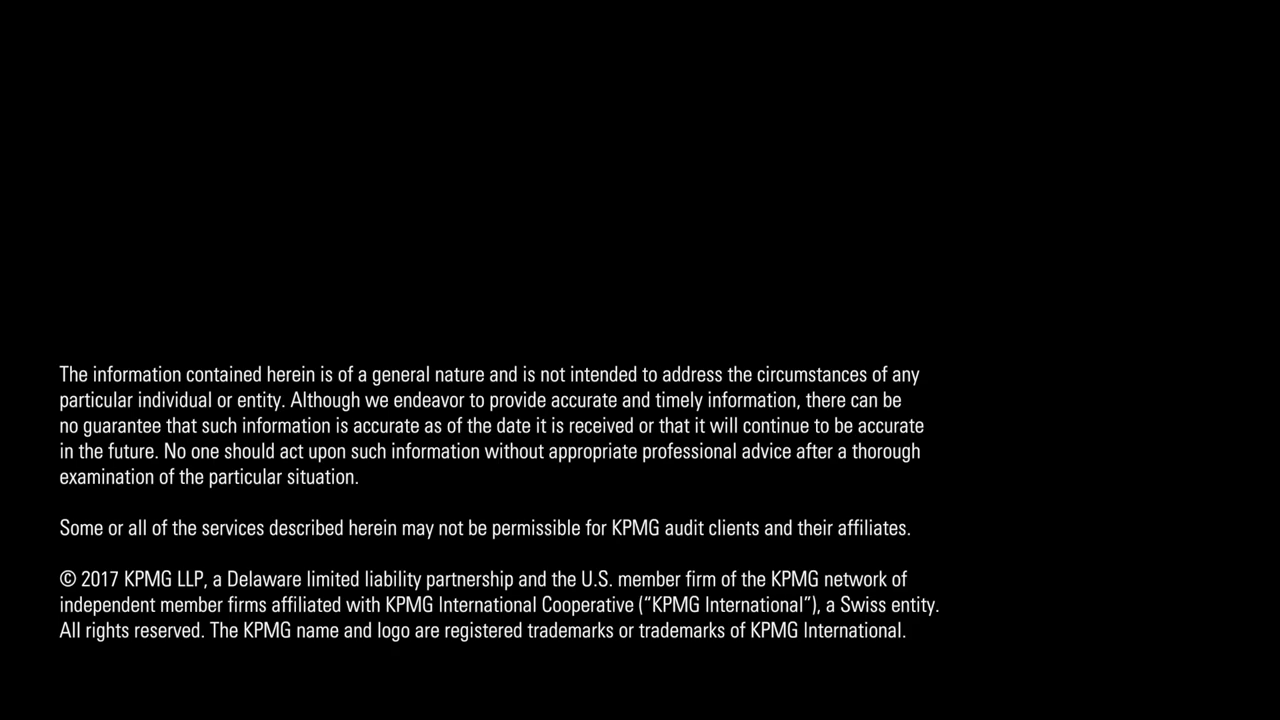 The information contained herein is of a general nature and is not intended to address the circumstances of any
particular individual or entity. Although we endeavor to provide accurate and timely information, there can be
no guarantee that such information is accurate as of the date it is received or that it will continue to be accurate
in the future. No one should act upon such information without appropriate professional advice after a thorough
examination of the particular situation.
Some or all of the services described herein may not be permissible for KPMG audit clients and their affiliates.
© 2017 KPMG LLP, a Delaware limited liability partnership and the U.S. member firm of the KPMG network of
independent member firms affiliated with KPMG International Cooperative (“KPMG International”), a Swiss entity.
All rights reserved. The KPMG name and logo are registered trademarks or trademarks of KPMG International.